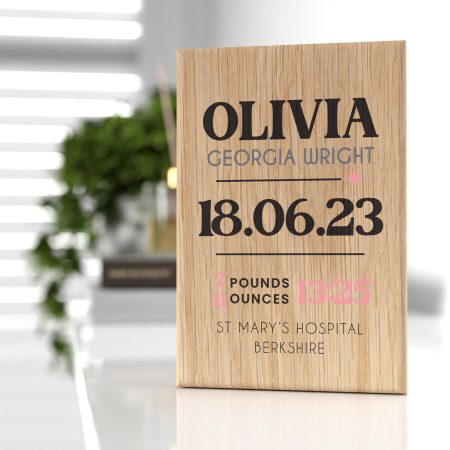 OLIVIA
GEORGIA WRIGHT
18.06.23
POUNDS
OUNCES
13:25
ST MARY'S HOSPITAL
BERKSHIRE